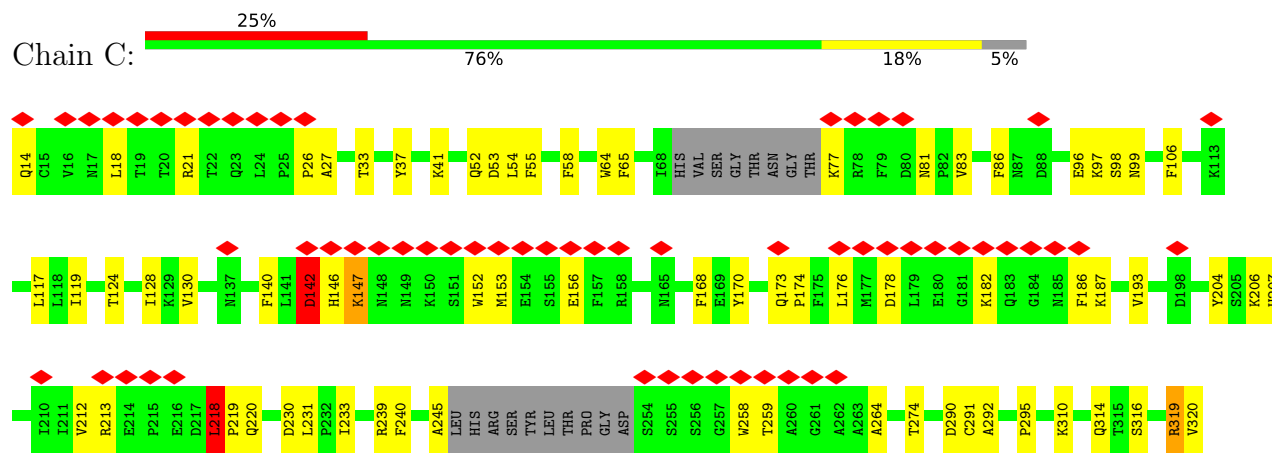 Chain C:
25%
76% 18% 5%
Q14 C15 V16 N17 L18 T19 T20 R21 T22 Q23 L24 P25 P26 A27 T33 Y37 K41 Q52 D53 L54 F55 F58 W64 F65 I68 HIS VAL SER GLY THR ASN GLY THR K77 R78 F79 D80 N81 P82 V83 F86 N87 D88 E96 K97 S98 N99 F106 K113
L117 L118 I119 T124 I128 K129 V130 N137 F140 L141 D142 H146 K147 N148 N149 K150 S151 W152 M153 E154 S155 E156 F157 R158 N165 F168 E169 Y170 Q173 P174 F175 L176 M177 D178 L179 E180 G181 K182 Q183 G184 N185 F186 K187 V193 D198 Y204 S205 K206
I210 I211 V212 R213 E214 P215 E216 D217 L218 P219 Q220 D230 L231 P232 I233 R239 F240 A245 LEU HIS ARG SER TYR LEU THR PRO GLY ASP S254 S255 S256 G257 W258 T259 A260 G261 A262 A263 A264 T274 D290 C291 A292 P295 K310 Q314 T315 S316 R319 V320